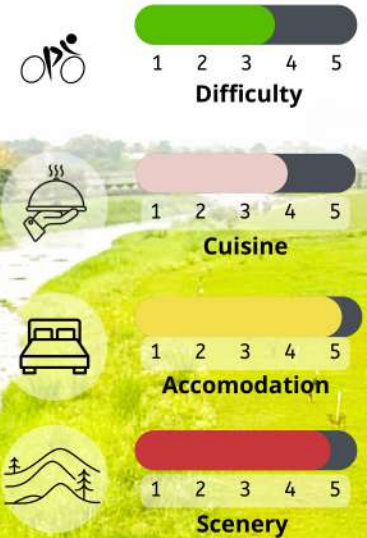 1 2 3 4 5
Difficulty
1 2 3 4 5
Cuisine
1 2 3 4 5
Accomodation
1 2 3 4 5
Scenery